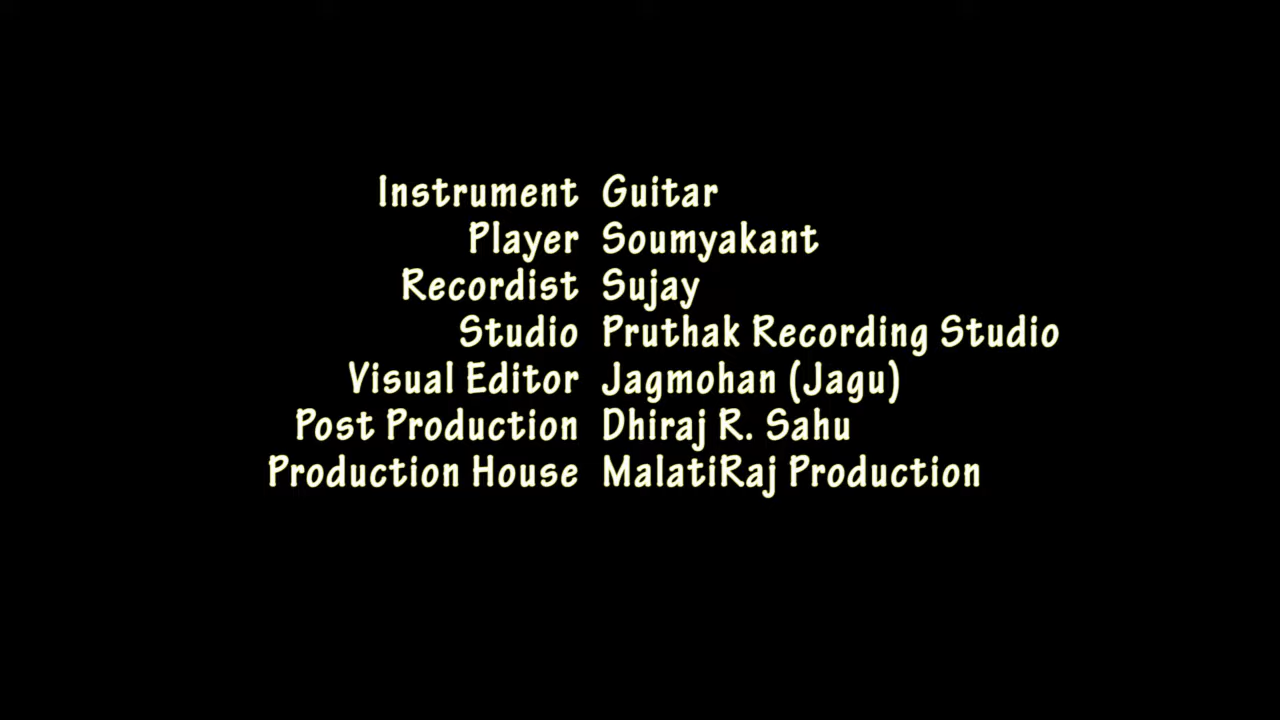 Instrument Guitar
Player Soumyakant
Recordist Sujay
Studio Pruthak Recording Studio
Visual Editor Jagmohan (Jagu)
Post Production Dhiraj R. Sahu
Production House MalatiRaj Production